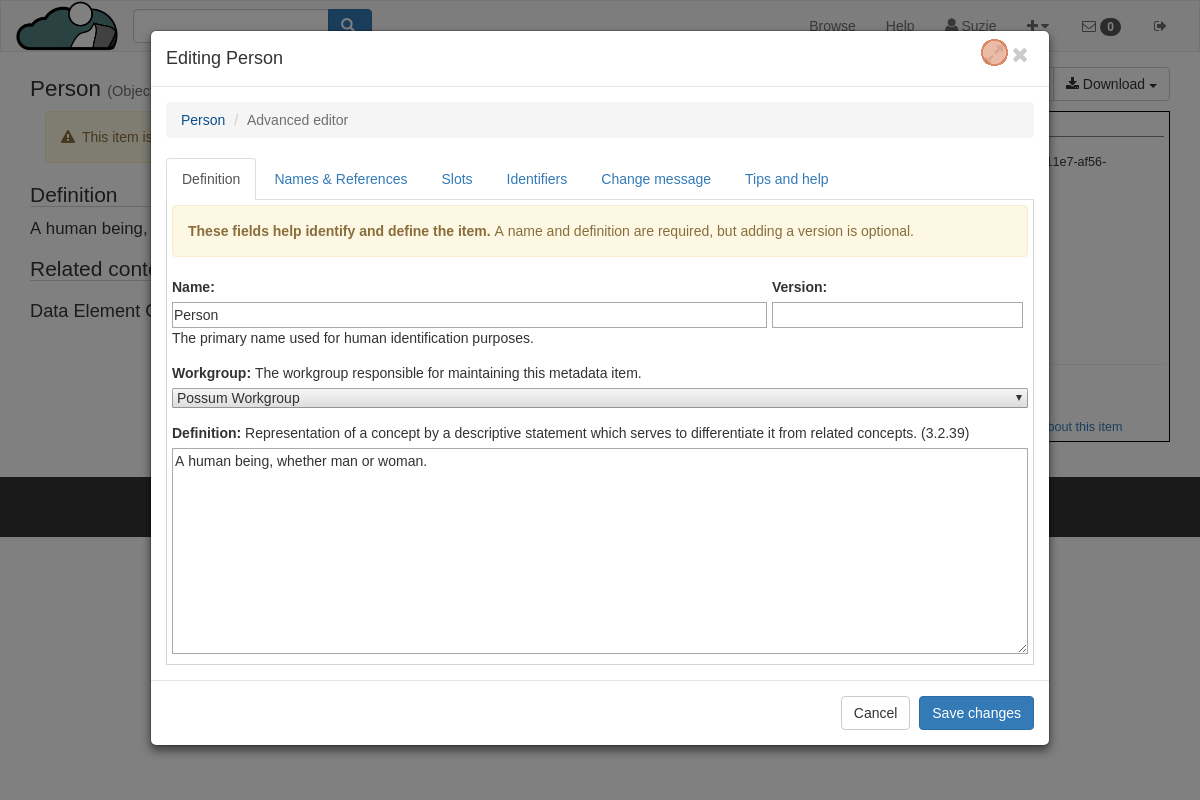 Browse Help Suzie 0
Editing Person
Person (Objec
Download
Person / Advanced editor
This item is
11e7-af56-
Definition Names & References Slots Identifiers Change message Tips and help
Definition
These fields help identify and define the item. A name and definition are required, but adding a version is optional.
A human being,
Related conte
Name: Version:
Person
Data Element
The primary name used for human identification purposes.
Workgroup: The workgroup responsible for maintaining this metadata item.
Possum Workgroup
bout this item
Definition: Representation of a concept by a descriptive statement which serves to differentiate it from related concepts. (3.2.39)
A human being, whether man or woman.
Cancel Save changes